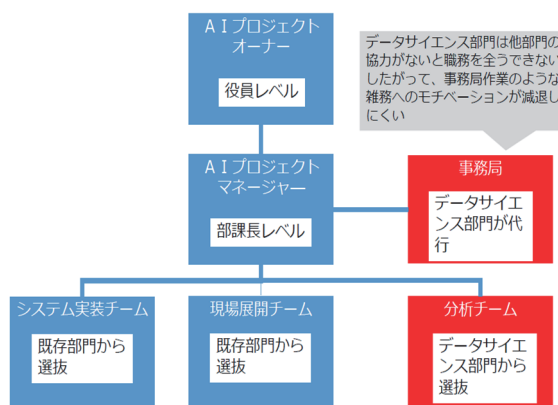 ＡＩプロジェクト
オーナー
役員レベル
データサイエンス部門は他部門の
協力がないと職務を全うできない
したがって、事務局作業のような
雑務へのモチベーションが減退し
にくい
ＡＩプロジェクト
マネージャー
部課長レベル
事務局
データサイエ
ンス部門が代
行
システム実装チーム
既存部門から
選抜
現場展開チーム
既存部門から
選抜
分析チーム
データサイエ
ンス部門から
選抜